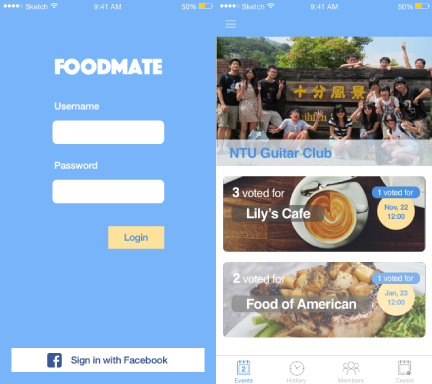 Sketch 9:41 AM 50%
FOODMATE
Username
Password
Login
Sign in with Facebook
Sketch 9:41 AM 50%
十分風景
NTU Guitar Club
3 voted for
1 voted for
Lily's Cafe
Nov, 22
12:00
2 voted for
1 voted for
Food of American
Jan, 23
12:00
2
Events
History
Members
Create